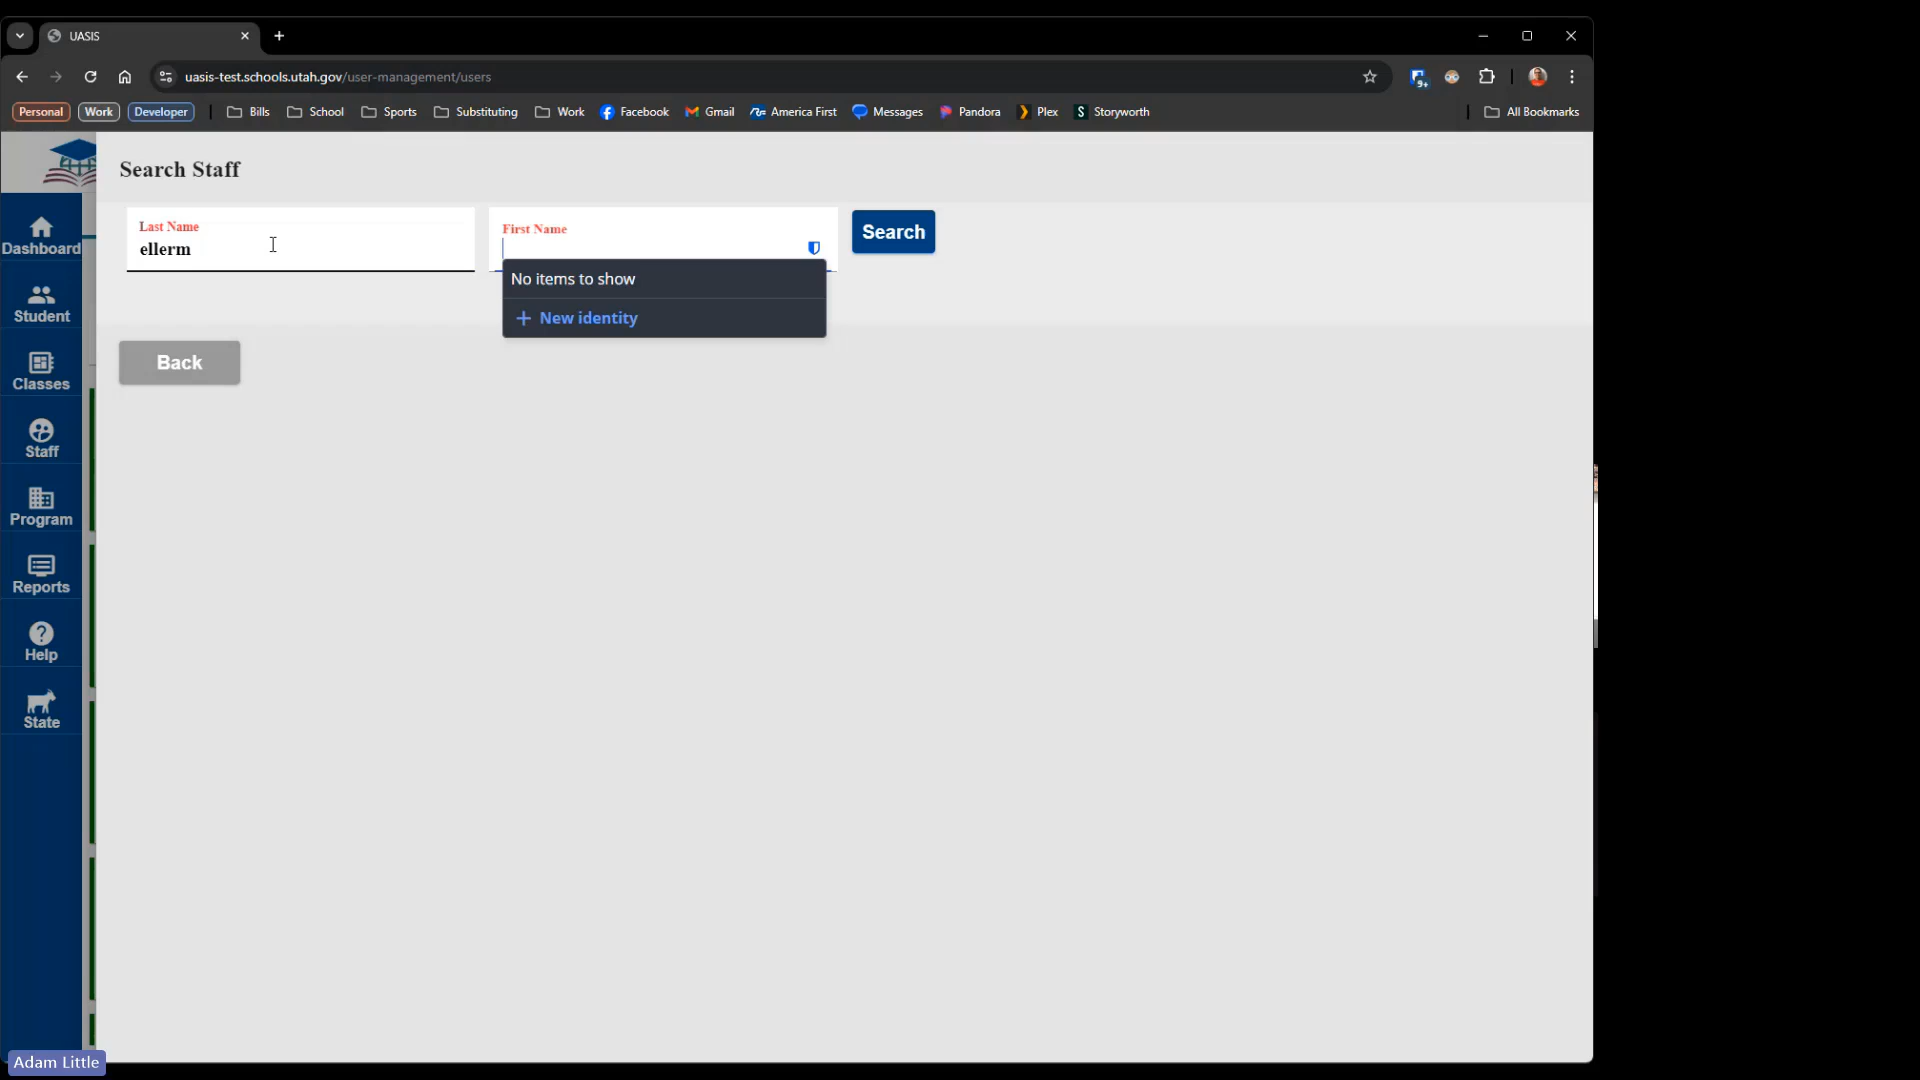 UASIS
uasis-test.schools.utah.gov/user-management/users
9+
Personal Work Developer Bills School Sports Substituting Work Facebook Gmail America First Messages Pandora Plex Storyworth All Bookmarks
Search Staff
Last Name
ellerm
First Name
Search
No items to show
New identity
Back
Dashboard
Student
Classes
Staff
Program
Reports
Help
State
Adam Little